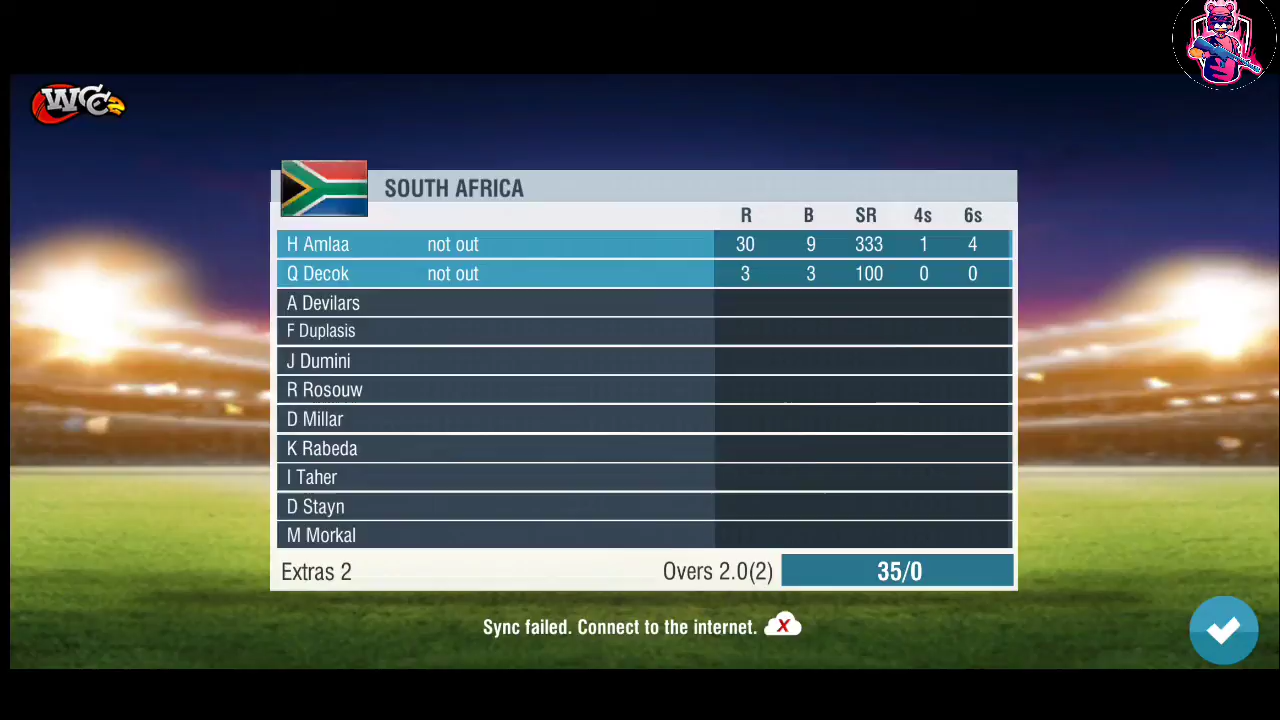 WCC
SOUTH AFRICA
R B SR 4s 6s
H Amlaa not out 30 9 333 1 4
Q Decok not out 3 3 100 0 0
A Devilars
F Duplasis
J Dumini
R Rosouw
D Millar
K Rabeda
I Taher
D Stayn
M Morkal
Extras 2 Overs 2.0(2) 35/0
Sync failed. Connect to the internet. X